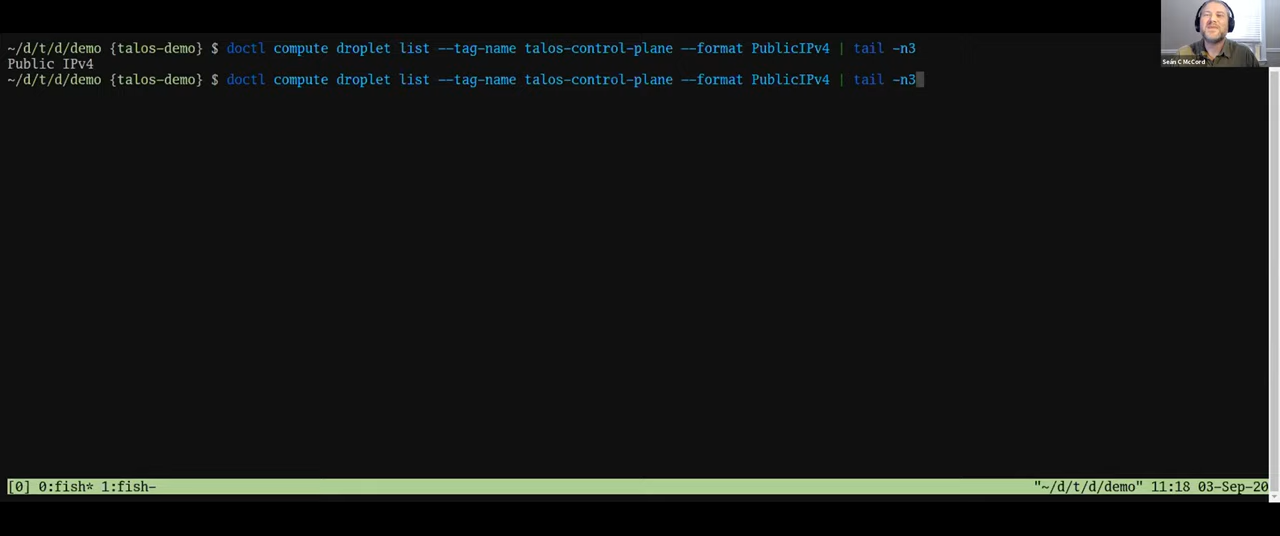 ~/d/t/d/demo {talos-demo} $ doctl compute droplet list --tag-name talos-control-plane --format PublicIPv4 | tail -n3
Public IPv4
~/d/t/d/demo {talos-demo} $ doctl compute droplet list --tag-name talos-control-plane --format PublicIPv4 | tail -n3
Seán C McCord
[0] 0:fish* 1:fish- "~/d/t/d/demo" 11:18 03-Sep-20